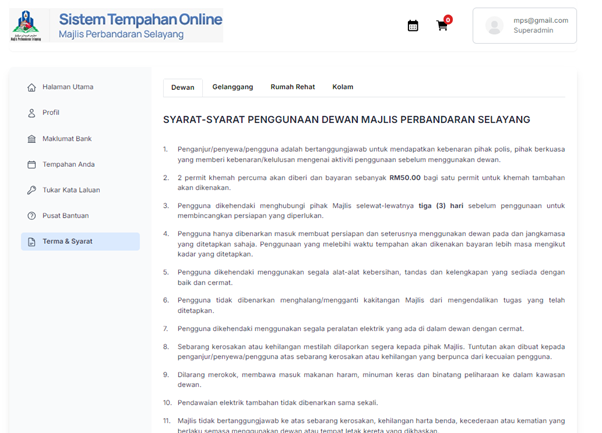 Sistem Tempahan Online
Majlis Perbandaran Selayang
0
mps@gmail.com
Superadmin
Halaman Utama
Profil
Maklumat Bank
Tempahan Anda
Tukar Kata Laluan
Pusat Bantuan
Terma & Syarat
Dewan Gelanggang Rumah Rehat Kolam
SYARAT-SYARAT PENGGUNAAN DEWAN MAJLIS PERBANDARAN SELAYANG
1. Penganjur/penyewa/pengguna adalah bertanggungjawab untuk mendapatkan kebenaran pihak polis, pihak berkuasa
yang memberi kebenaran/kelulusan mengenai aktiviti penggunaan sebelum menggunakan dewan.
2. 2 permit khemah percuma akan diberi dan bayaran sebanyak RM50.00 bagi satu permit untuk khemah tambahan
akan dikenakan.
3. Pengguna dikehendaki menghubungi pihak Majlis selewat-lewatnya tiga (3) hari sebelum penggunaan untuk
membincangkan persiapan yang diperlukan.
4. Pengguna hanya dibenarkan masuk membuat persiapan dan seterusnya menggunakan dewan pada dan jangkamasa
yang ditetapkan sahaja. Penggunaan yang melebihi waktu tempahan akan dikenakan bayaran lebih masa mengikut
kadar yang ditetapkan.
5. Pengguna dikehendaki menggunakan segala alat-alat kebersihan, tandas dan kelengkapan yang sediada dengan
baik dan cermat.
6. Pengguna tidak dibenarkan menghalang/mengganti kakitangan Majlis dari mengendalikan tugas yang telah
ditetapkan.
7. Pengguna dikehendaki menggunakan segala peralatan elektrik yang ada di dalam dewan dengan cermat.
8. Sebarang kerosakan atau kehilangan mestilah dilaporkan segera kepada pihak Majlis. Tuntutan akan dibuat kepada
penganjur/penyewa/pengguna atas sebarang kerosakan atau kehilangan yang berpunca dari kecuaian pengguna.
9. Dilarang merokok, membawa masuk makanan haram, minuman keras dan binatang peliharaan ke dalam kawasan
dewan.
10. Pendawaian elektrik tambahan tidak dibenarkan sama sekali.
11. Majlis tidak bertanggungjawab ke atas sebarang kerosakan, kehilangan harta benda, kecederaan atau kematian yang
berlaku semasa menggunakan dewan atau tempat letak kereta yang dikhaskan.